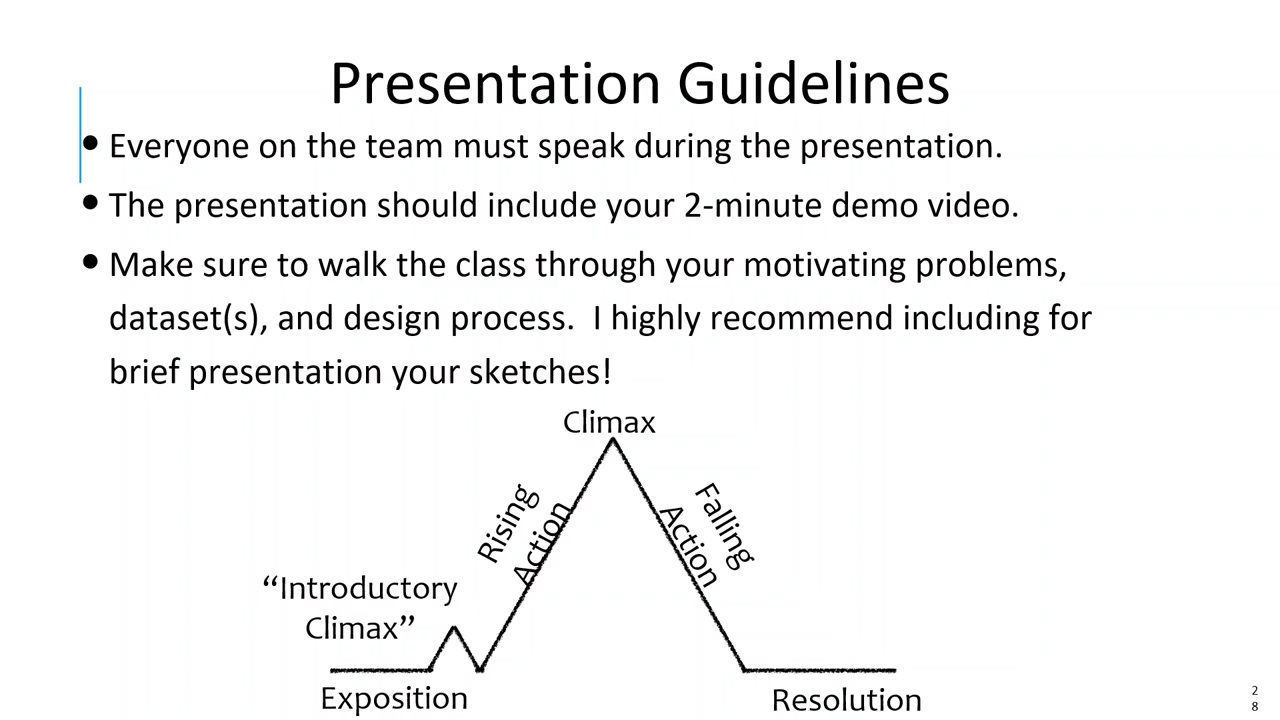 Presentation Guidelines
• Everyone on the team must speak during the presentation.
• The presentation should include your 2-minute demo video.
• Make sure to walk the class through your motivating problems,
dataset(s), and design process.  I highly recommend including for
brief presentation your sketches!
Climax
Rising
Action
Falling
Action
“Introductory
Climax”
Exposition
Resolution
2
8